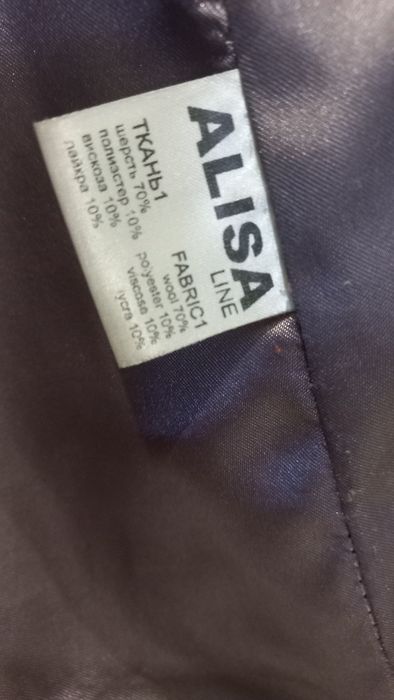 ALISA
LINE
ТКАНЬ1
шерсть 70%
полиэстер 10%
вискоза 10%
лайкра 10%
FABRIC1
wool 70%
polyester 10%
viscose 10%
lycra 10%